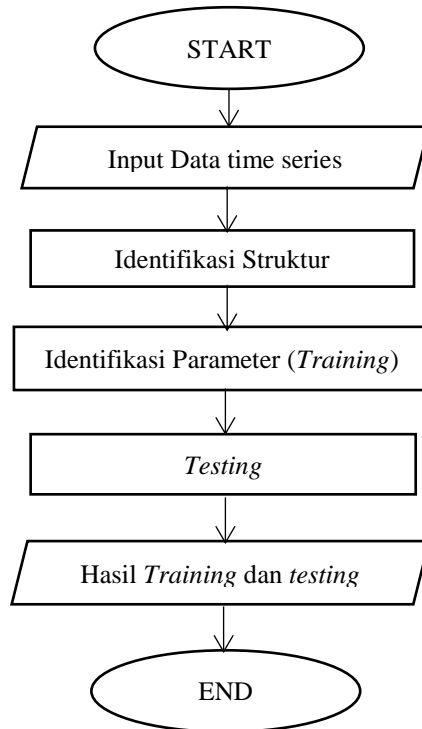 START
Input Data time series
Identifikasi Struktur
Identifikasi Parameter (Training)
Testing
Hasil Training dan testing
END